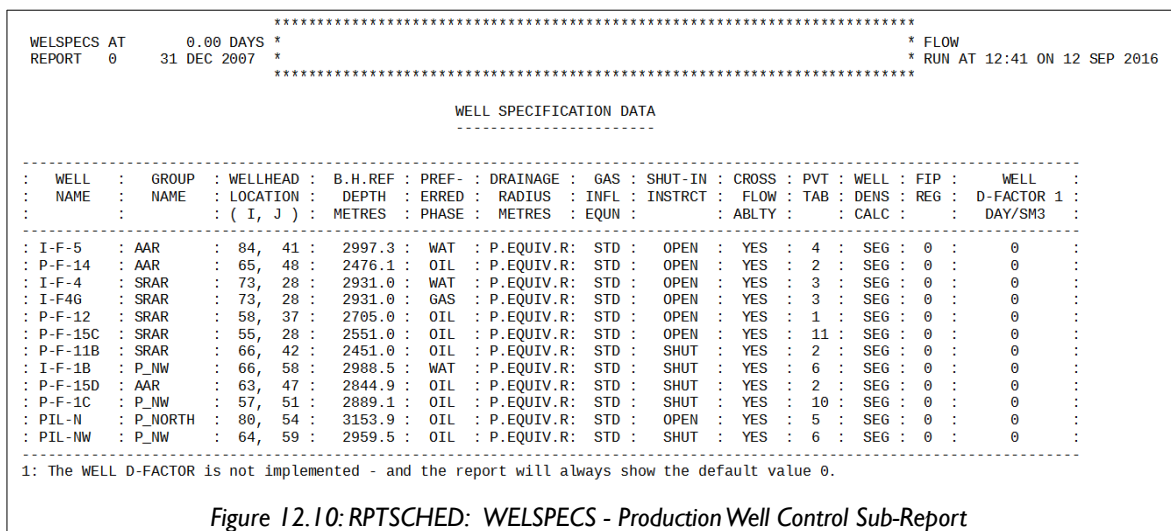 ***************************************************************************
WELSPECS AT 0.00 DAYS * * FLOW
REPORT 0 31 DEC 2007 * * RUN AT 12:41 ON 12 SEP 2016
***************************************************************************
WELL SPECIFICATION DATA
-----------------------
: WELL : GROUP : WELLHEAD : B.H.REF : PREF- : DRAINAGE : GAS : SHUT-IN : CROSS : PVT : WELL : FIP : WELL :
: NAME : NAME : LOCATION : DEPTH : ERRED : RADIUS : INFL : INSTRCT : FLOW : TAB : DENS : REG : D-FACTOR 1 :
: : : ( I, J ) : METRES : PHASE : METRES : EQUN : : ABLTY : : CALC : : DAY/SM3 :
: I-F-5 : AAR : 84, 41 : 2997.3 : WAT : P.EQUIV.R: STD : OPEN : YES : 4 : SEG : 0 : 0 :
: P-F-14 : AAR : 65, 48 : 2476.1 : OIL : P.EQUIV.R: STD : OPEN : YES : 2 : SEG : 0 : 0 :
: I-F-4 : SRAR : 73, 28 : 2931.0 : WAT : P.EQUIV.R: STD : OPEN : YES : 3 : SEG : 0 : 0 :
: I-F4G : SRAR : 73, 28 : 2931.0 : GAS : P.EQUIV.R: STD : OPEN : YES : 3 : SEG : 0 : 0 :
: P-F-12 : SRAR : 58, 37 : 2705.0 : OIL : P.EQUIV.R: STD : OPEN : YES : 1 : SEG : 0 : 0 :
: P-F-15C : SRAR : 55, 28 : 2551.0 : OIL : P.EQUIV.R: STD : OPEN : YES : 11 : SEG : 0 : 0 :
: P-F-11B : SRAR : 66, 42 : 2451.0 : OIL : P.EQUIV.R: STD : SHUT : YES : 2 : SEG : 0 : 0 :
: I-F-1B : P_NW : 66, 58 : 2988.5 : WAT : P.EQUIV.R: STD : SHUT : YES : 6 : SEG : 0 : 0 :
: P-F-15D : AAR : 63, 47 : 2844.9 : OIL : P.EQUIV.R: STD : SHUT : YES : 2 : SEG : 0 : 0 :
: P-F-1C : P_NW : 57, 51 : 2889.1 : OIL : P.EQUIV.R: STD : SHUT : YES : 10 : SEG : 0 : 0 :
: PIL-N : P_NORTH : 80, 54 : 3153.9 : OIL : P.EQUIV.R: STD : OPEN : YES : 5 : SEG : 0 : 0 :
: PIL-NW : P_NW : 64, 59 : 2959.5 : OIL : P.EQUIV.R: STD : SHUT : YES : 6 : SEG : 0 : 0 :
1: The WELL D-FACTOR is not implemented - and the report will always show the default value 0.
Figure 12.10: RPTSCHED: WELSPECS - Production Well Control Sub-Report